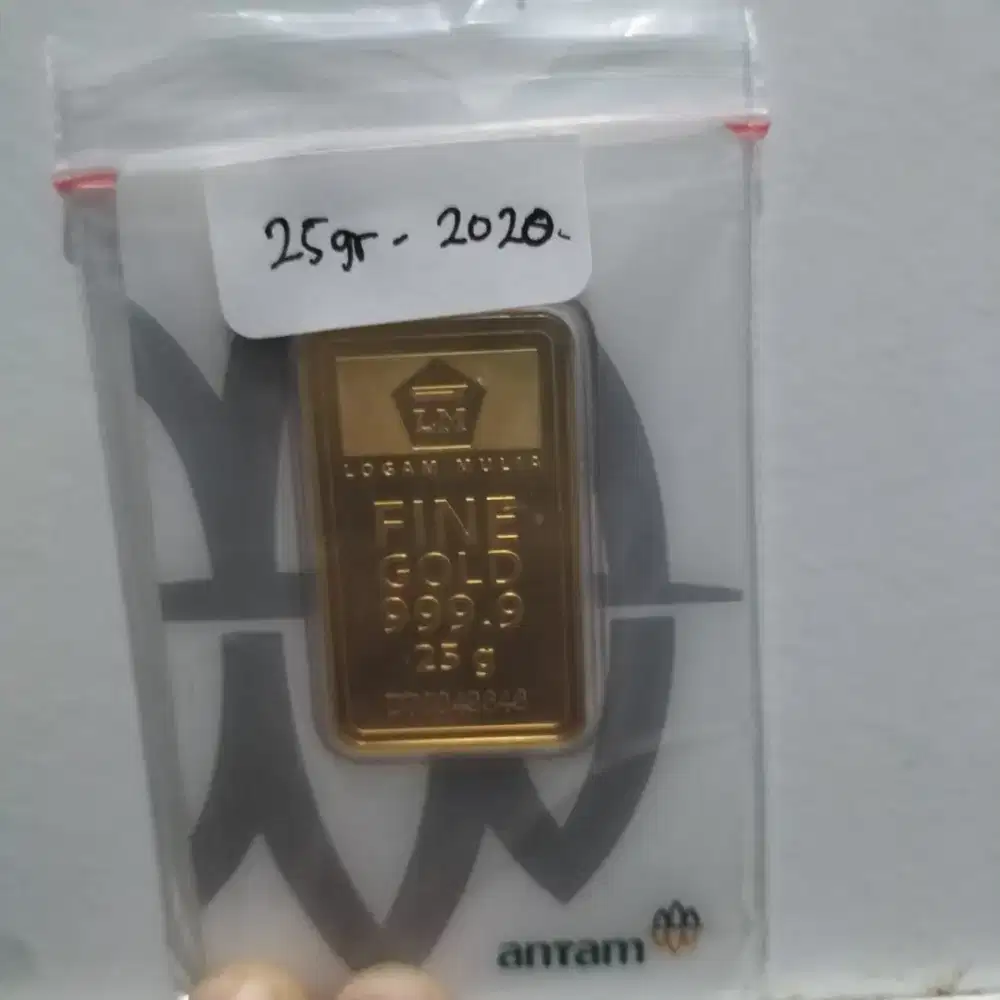 25gr - 2020.
LM
LOGAM MULIA
FINE
GOLD
999.9
25 g
antam